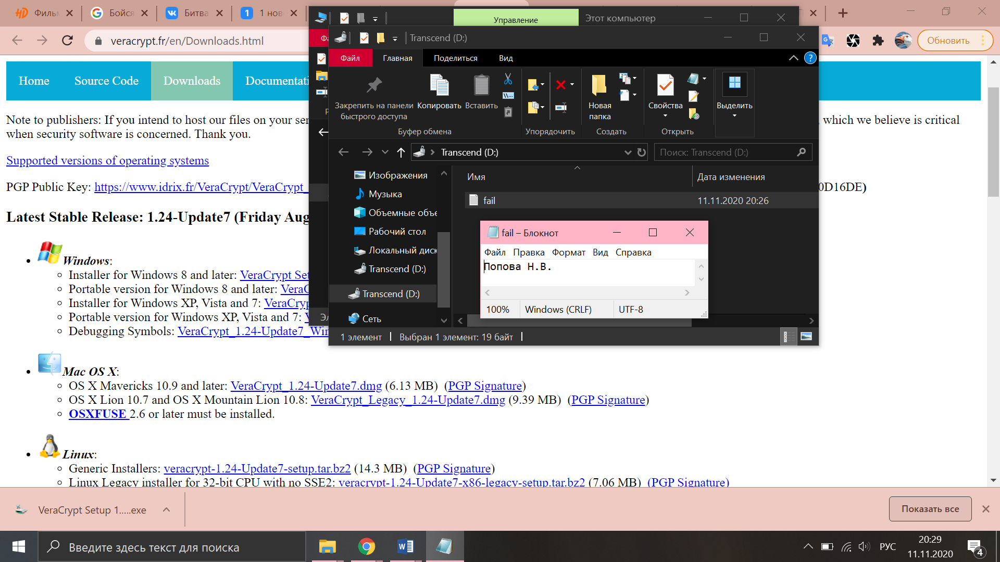 Фильм
Бойся
Битва
1 нов
veracrypt.fr/en/Downloads.html
Обновить
Управление
Этот компьютер
Transcend (D:)
Файл
Главная
Поделиться
Вид
Закрепить на панели быстрого доступа
Копировать
Вставить
Новая папка
Свойства
Выделить
Буфер обмена
Упорядочить
Создать
Открыть
Transcend (D:)
Поиск: Transcend (D:)
Изображения
Музыка
Объемные объе
Рабочий стол
Локальный диск
Transcend (D:)
Transcend (D:)
Сеть
Имя
Дата изменения
fail
11.11.2020 20:26
1 элемент
Выбран 1 элемент: 19 байт
fail – Блокнот
Файл Правка Формат Вид Справка
Попова Н.В.
100%
Windows (CRLF)
UTF-8
Home
Source Code
Downloads
Documentati
Note to publishers: If you intend to host our files on your ser
, which we believe is critical
when security software is concerned. Thank you.
Supported versions of operating systems
PGP Public Key: https://www.idrix.fr/VeraCrypt/VeraCrypt_
0D16DE)
Latest Stable Release: 1.24-Update7 (Friday Aug
Windows:
Installer for Windows 8 and later: VeraCrypt Set
Portable version for Windows 8 and later: VeraC
Installer for Windows XP, Vista and 7: VeraCryp
Portable version for Windows XP, Vista and 7: V
Debugging Symbols: VeraCrypt_1.24-Update7_Win
Mac OS X:
OS X Mavericks 10.9 and later: VeraCrypt_1.24-Update7.dmg (6.13 MB) (PGP Signature)
OS X Lion 10.7 and OS X Mountain Lion 10.8: VeraCrypt_Legacy_1.24-Update7.dmg (9.39 MB) (PGP Signature)
OSXFUSE 2.6 or later must be installed.
Linux:
Generic Installers: veracrypt-1.24-Update7-setup.tar.bz2 (14.3 MB) (PGP Signature)
Linux Legacy installer for 32-bit CPU with no SSE2: veracrypt-1.24-Update7-x86-legacy-setup.tar.bz2 (7.06 MB) (PGP Signature)
VeraCrypt Setup 1.....exe
Показать все
Введите здесь текст для поиска
РУС
20:29
11.11.2020
4